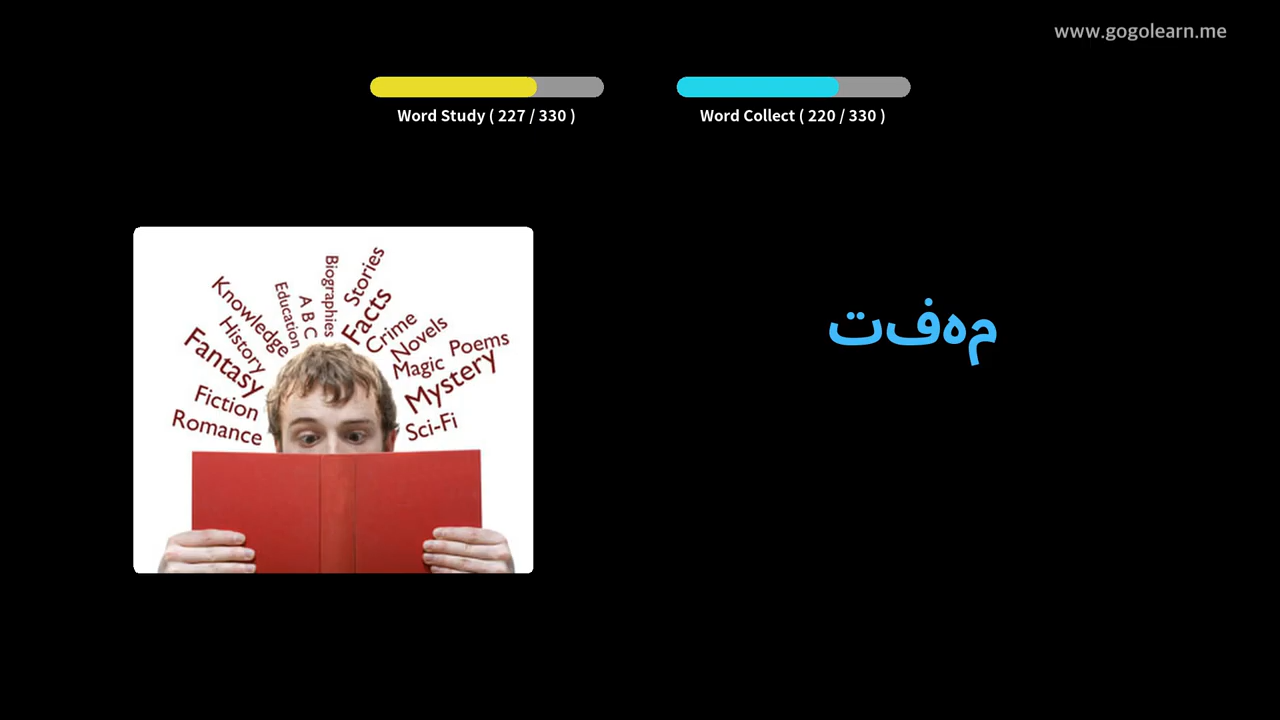 www.gogolearn.me
Word Study ( 227 / 330 )
Word Collect ( 220 / 330 )
Knowledge
Education
A B C
Biographies
Stories
Facts
History
Crime
Novels
Poems
Fantasy
Magic
Mystery
Fiction
Romance
Sci-Fi
مهفت